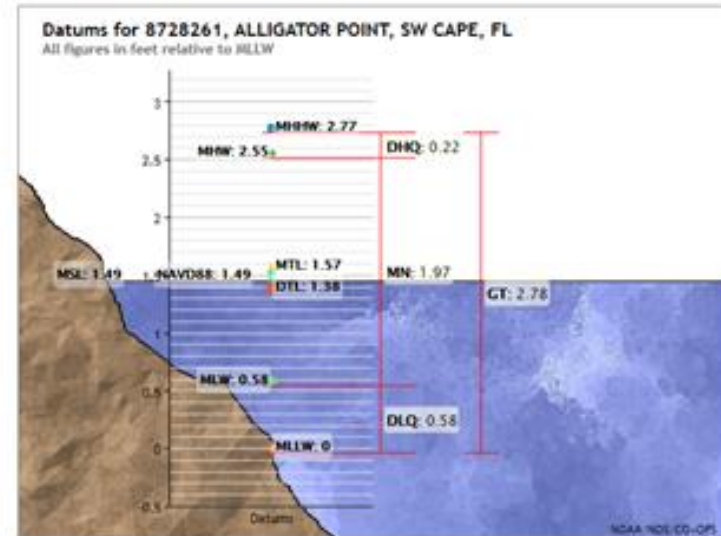 Datums for 8728261, ALLIGATOR POINT, SW CAPE, FL
All figures in feet relative to MLLW
3
MHHW: 2.77
DHQ: 0.22
MHW: 2.55
2.5
2
MTL: 1.57
MSL: 1.49
1.5
NAVD88: 1.49
MN: 1.97
DTL: 1.38
GT: 2.78
1
MLW: 0.58
0.5
DLQ: 0.58
MLLW: 0
0
-0.5
Datums
NOAA/NOS/CO-OPS